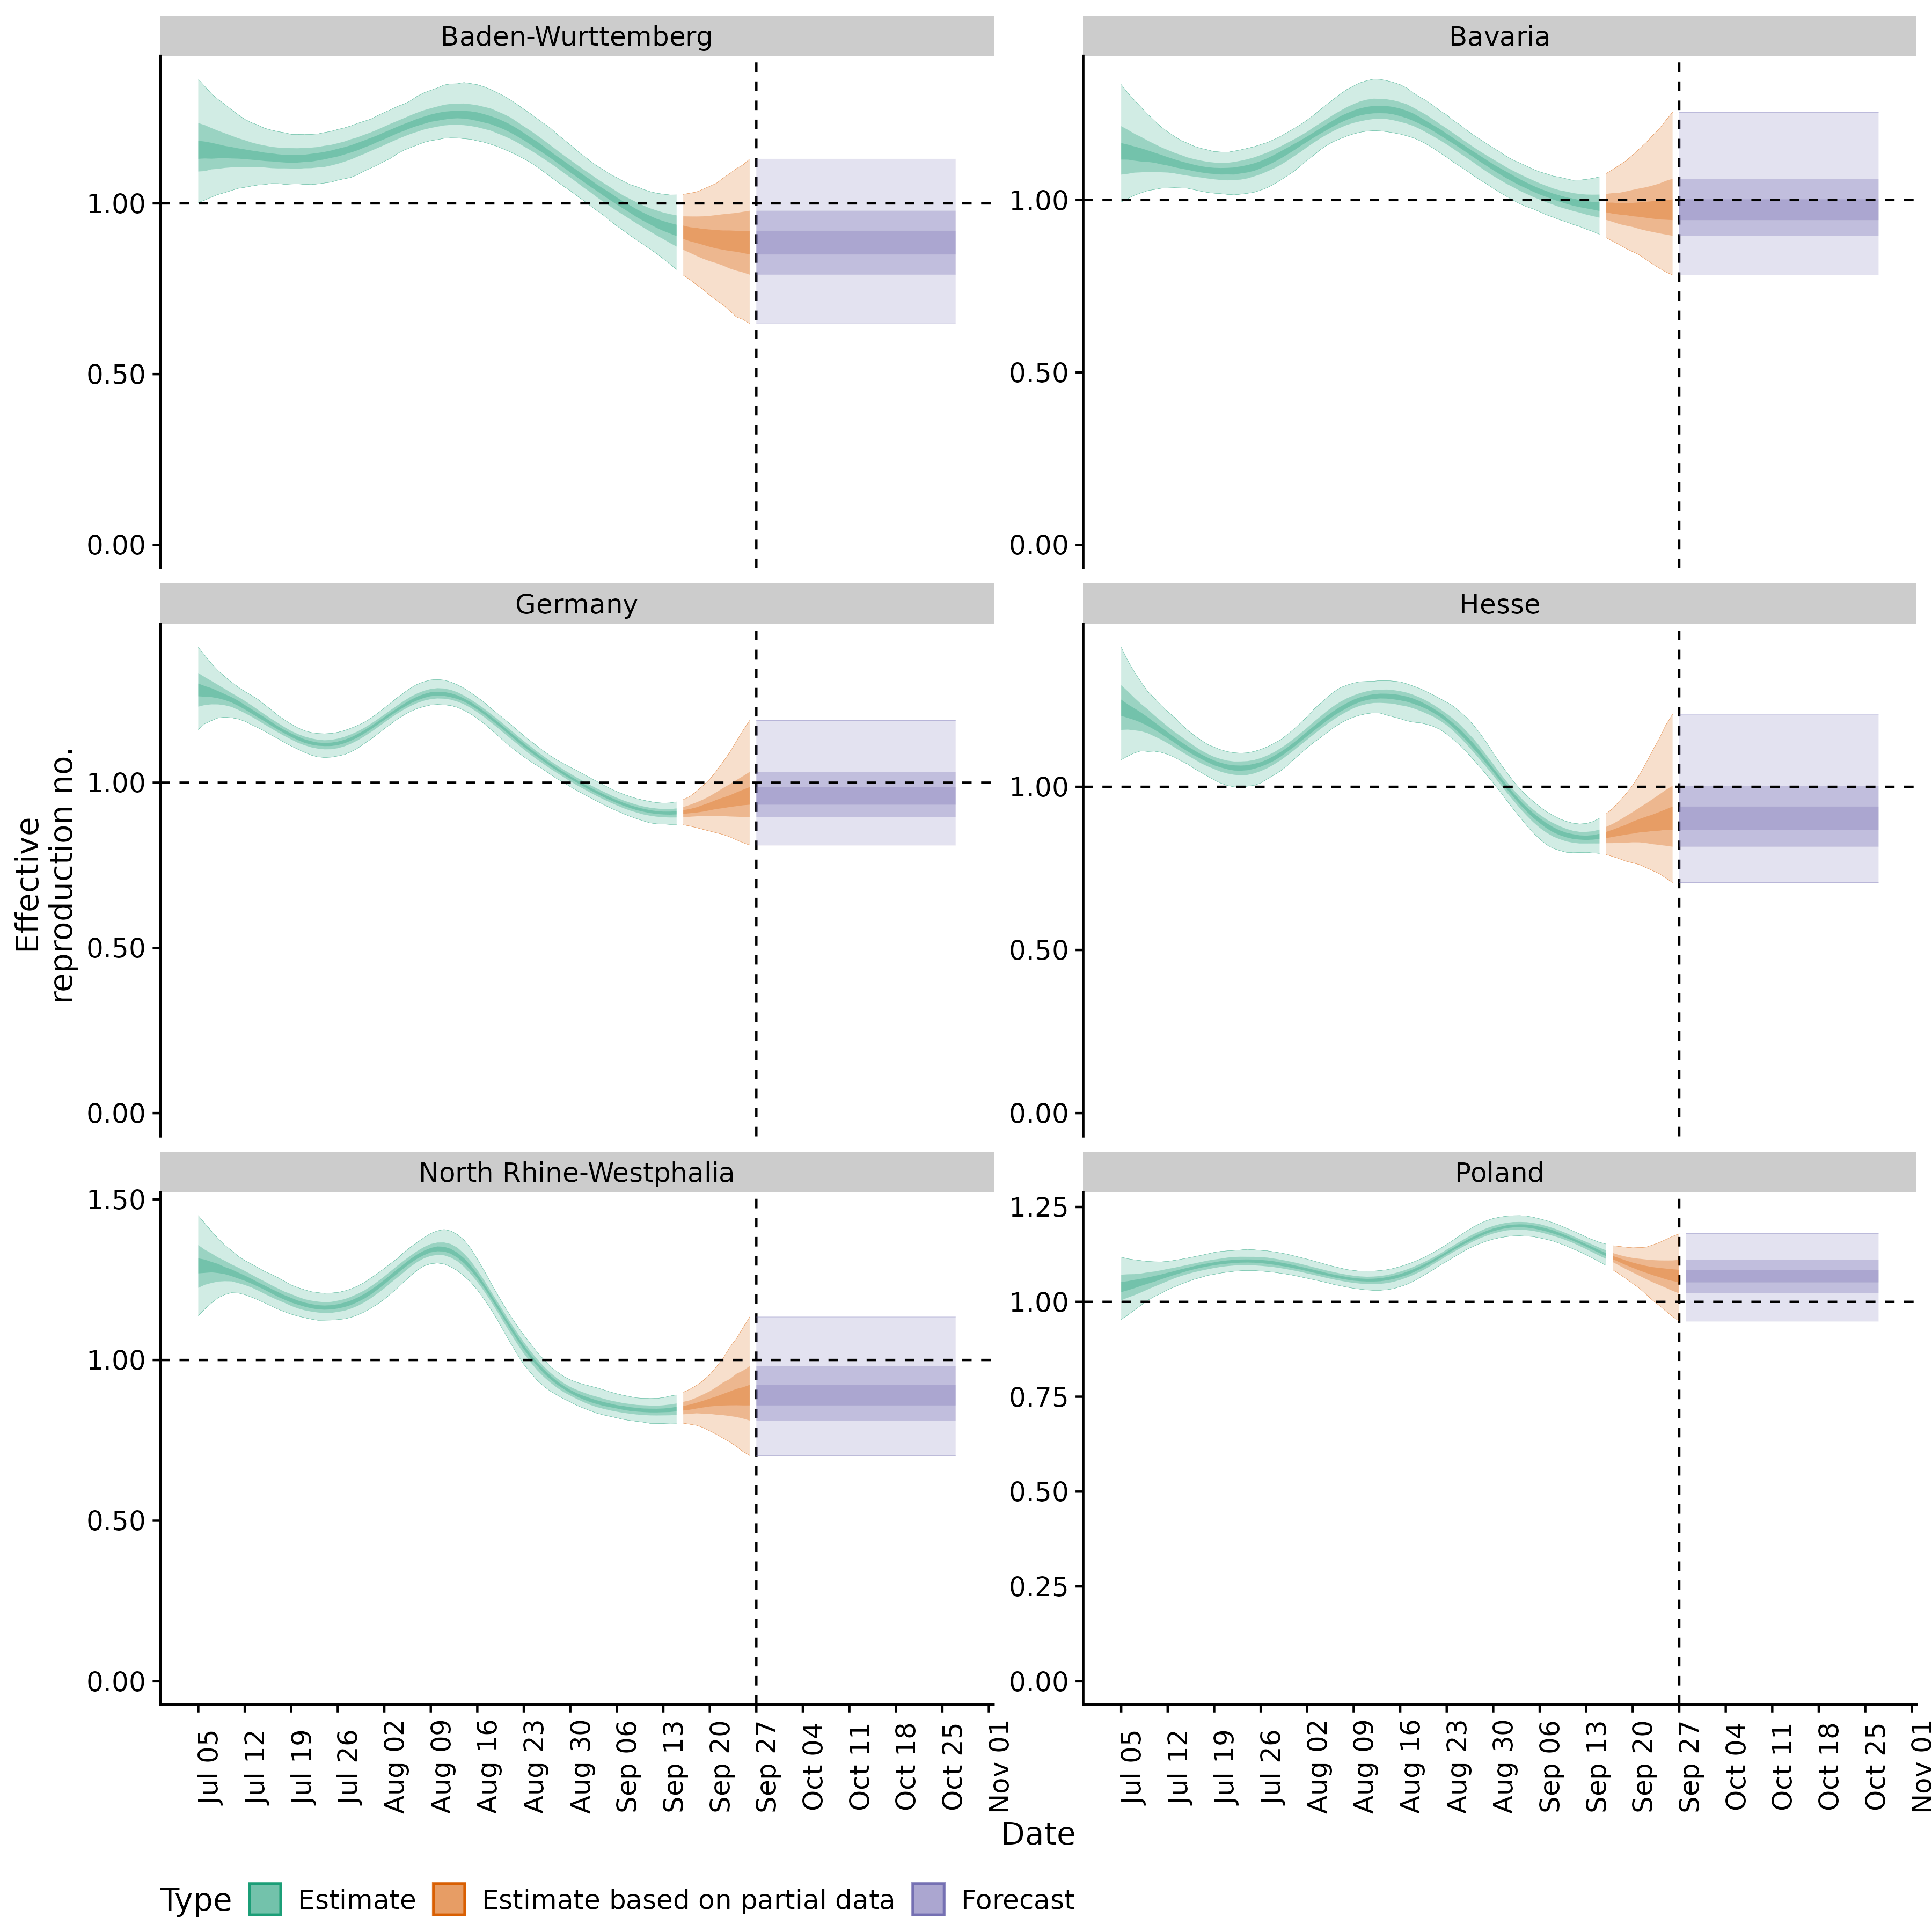 Baden-Wurttemberg
Bavaria
1.00
0.50
0.00
1.00
0.50
0.00
Germany
Hesse
1.00
0.50
0.00
1.00
0.50
0.00
North Rhine-Westphalia
Poland
1.50
1.00
0.50
0.00
1.25
1.00
0.75
0.50
0.25
0.00
Effective
reproduction no.
Jul 05
Jul 12
Jul 19
Jul 26
Aug 02
Aug 09
Aug 16
Aug 23
Aug 30
Sep 06
Sep 13
Sep 20
Sep 27
Oct 04
Oct 11
Oct 18
Oct 25
Nov 01
Jul 05
Jul 12
Jul 19
Jul 26
Aug 02
Aug 09
Aug 16
Aug 23
Aug 30
Sep 06
Sep 13
Sep 20
Sep 27
Oct 04
Oct 11
Oct 18
Oct 25
Nov 01
Date
Type Estimate Estimate based on partial data Forecast